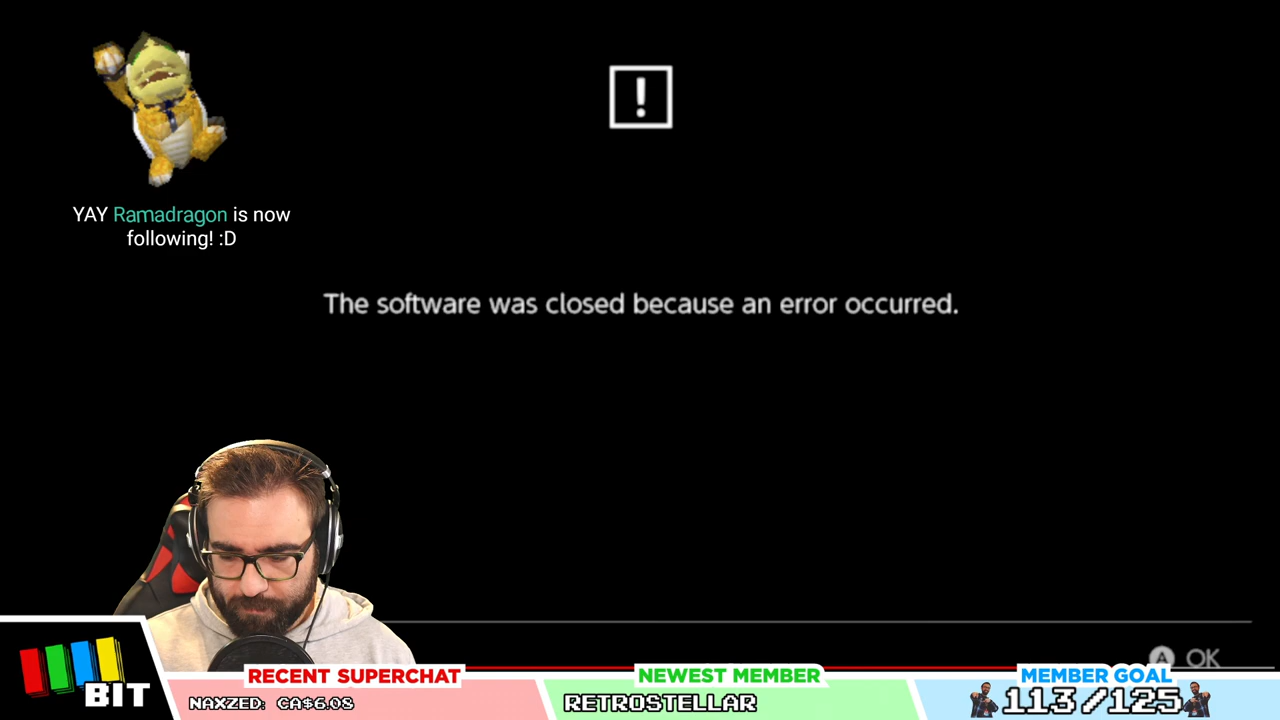 !
YAY Ramadragon is now
following! :D
The software was closed because an error occurred.
A OK
BIT
RECENT SUPERCHAT
NAXZED: CA$6.08
NEWEST MEMBER
RETROSTELLAR
MEMBER GOAL
113/125